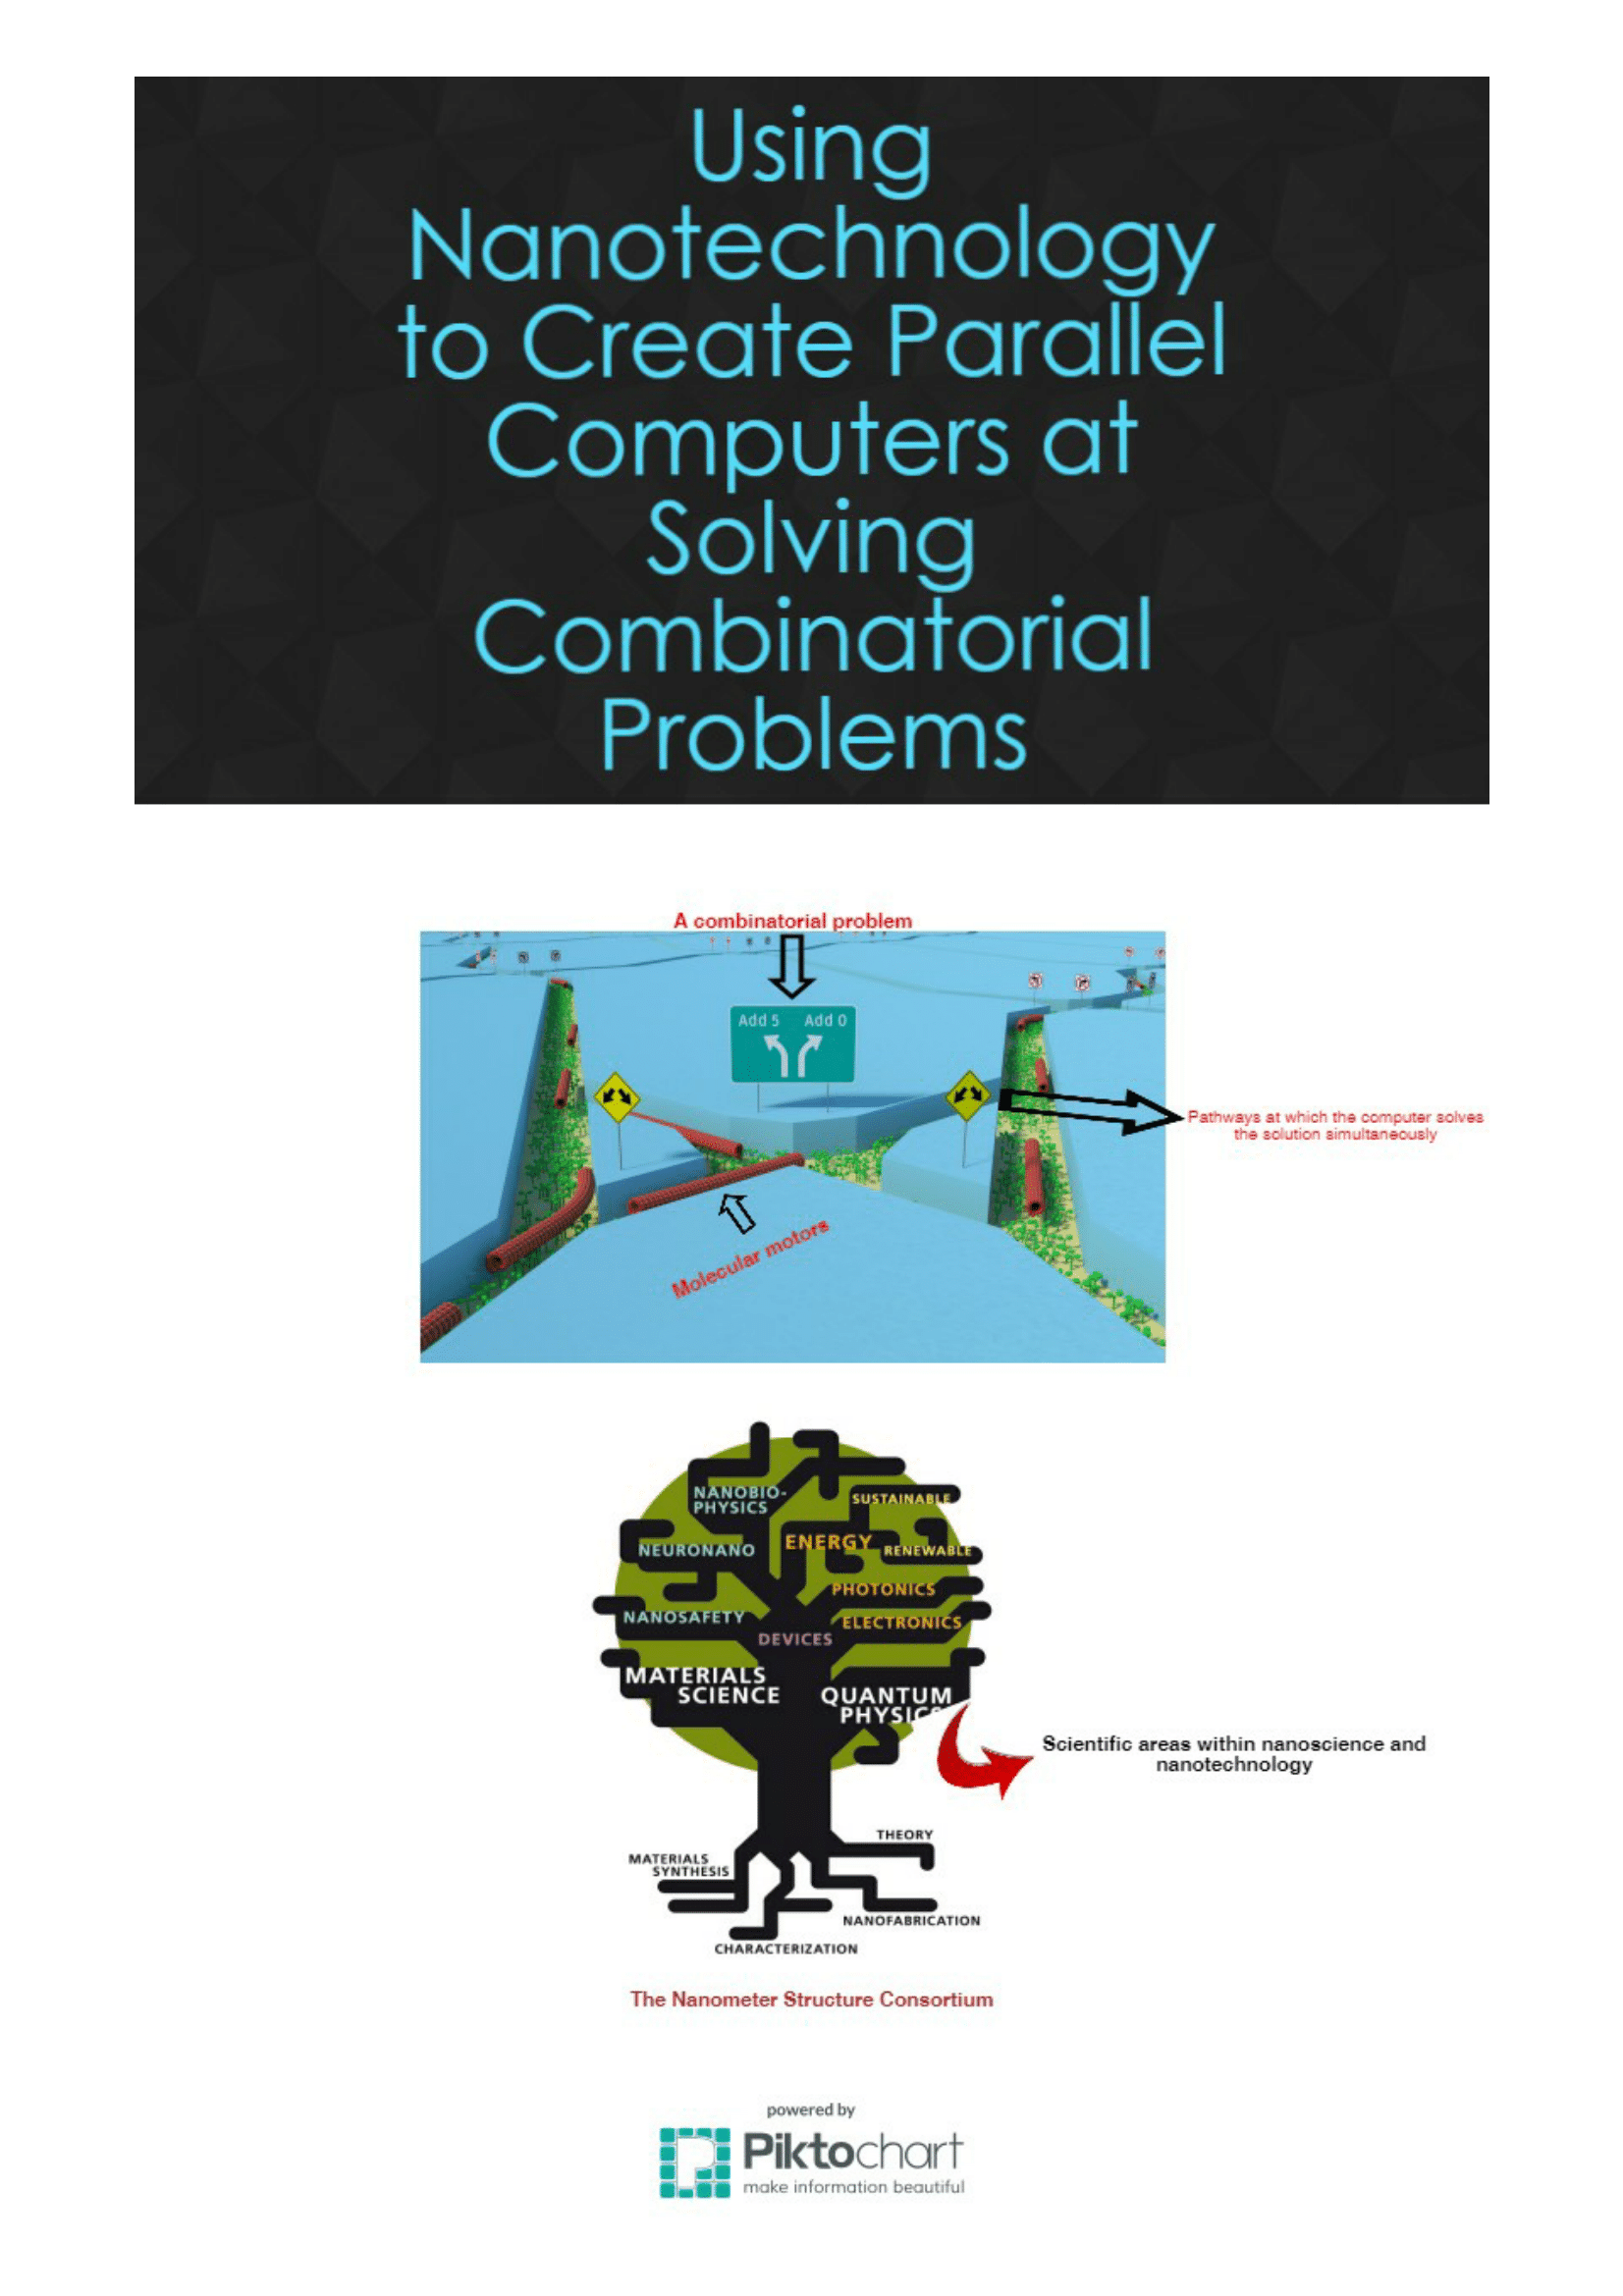 Using
Nanotechnology
to Create Parallel
Computers at
Solving
Combinatorial
Problems
A combinatorial problem
Add 5 Add 0
Pathways at which the computer solves
the solution simultaneously
Molecular motors
NANOBIO-
PHYSICS
SUSTAINABLE
ENERGY
NEURONANO
RENEWABLE
PHOTONICS
NANOSAFETY
ELECTRONICS
DEVICES
MATERIALS
SCIENCE
QUANTUM
PHYSICS
Scientific areas within nanoscience and
nanotechnology
THEORY
MATERIALS
SYNTHESIS
NANOFABRICATION
CHARACTERIZATION
The Nanometer Structure Consortium
powered by
Piktochart
make information beautiful